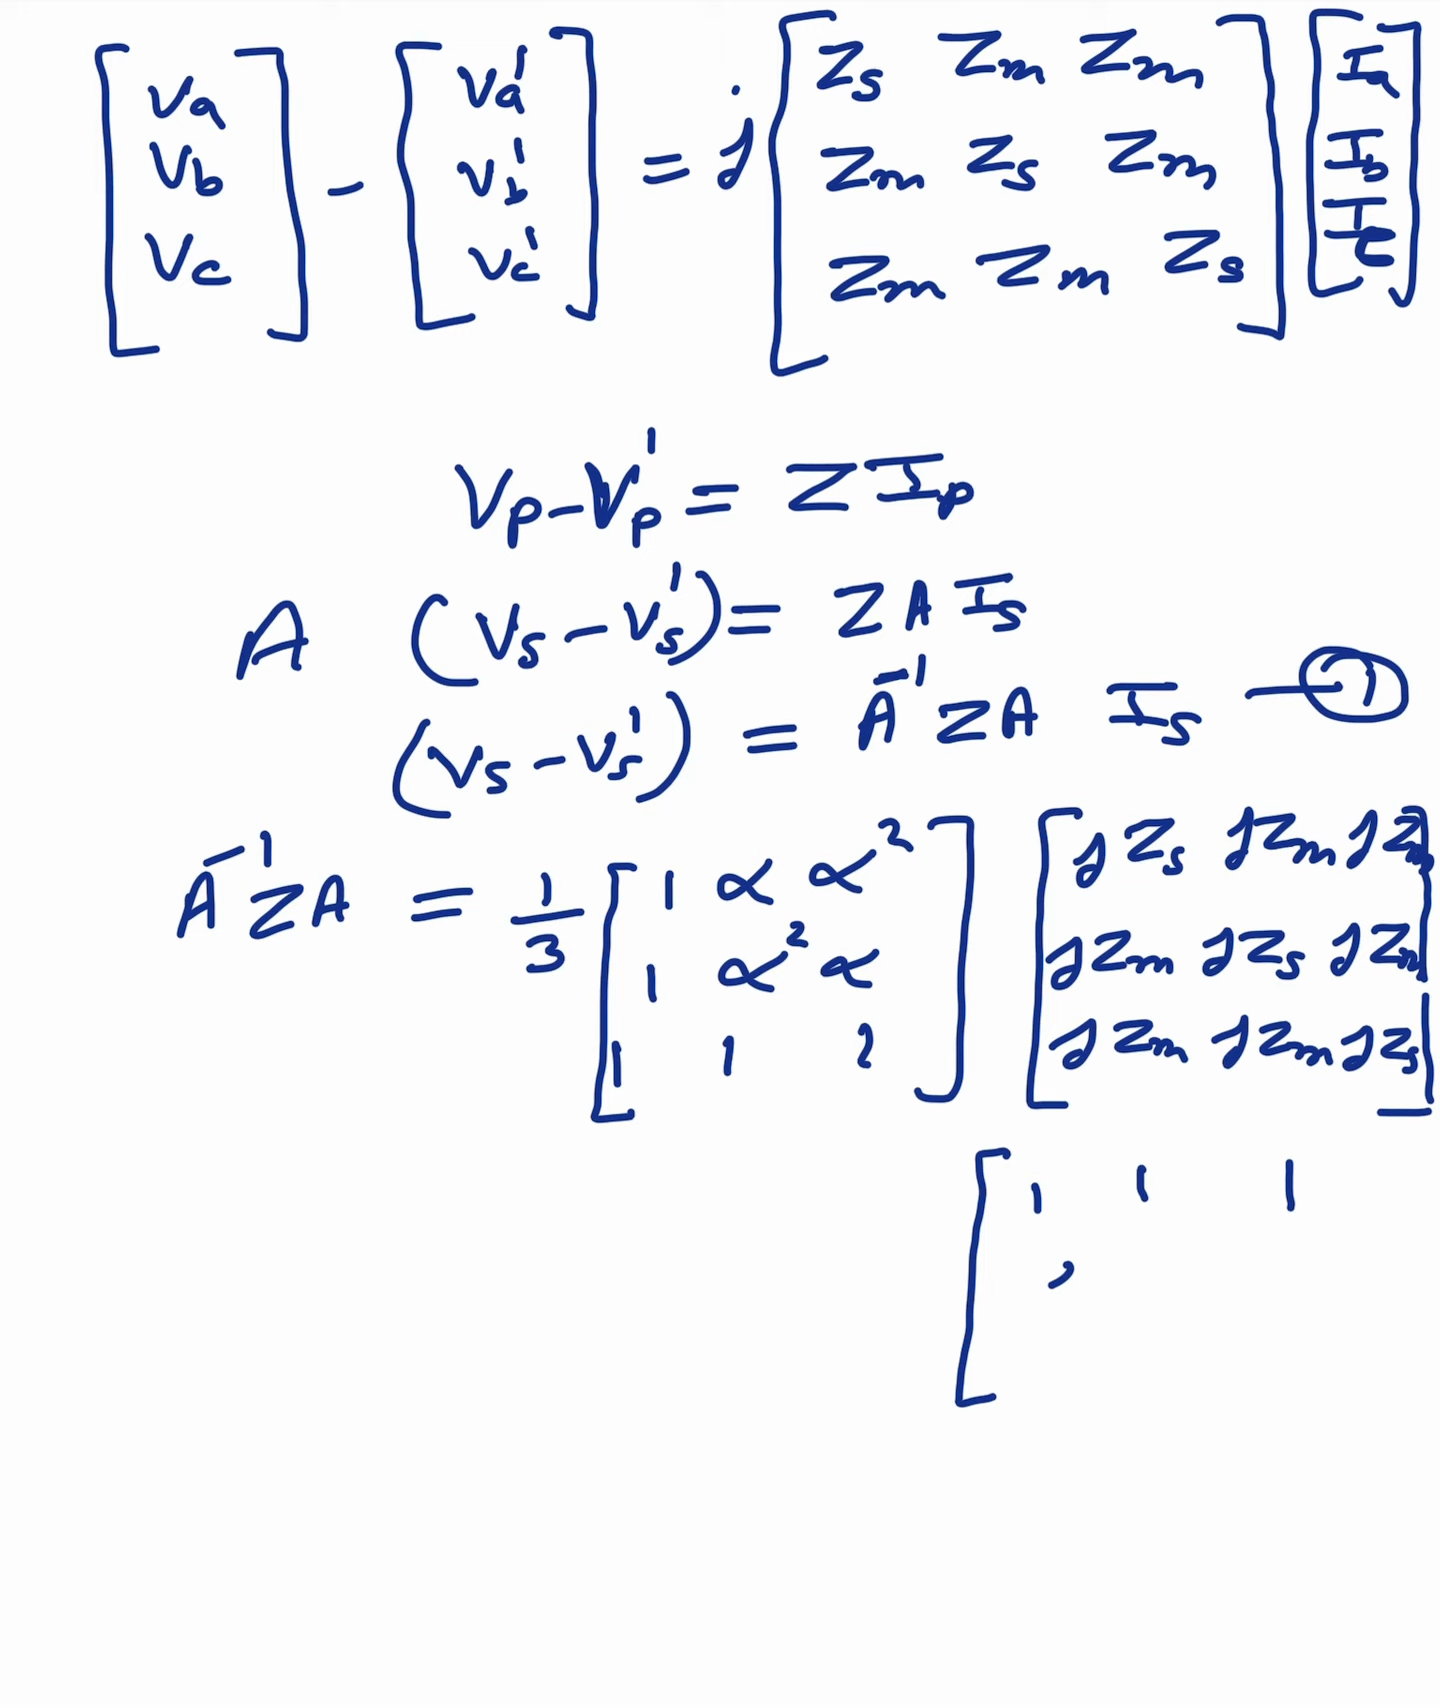 [Va Vb Vc] - [Va' Vb' Vc'] = j [Zs Zm Zm
Zm Zs Zm
Zm Zm Zs] [Ia Ib Ic]
Vp - Vp' = Z Ip
A (Vs - Vs') = Z A Is
(Vs - Vs') = A⁻¹ZA Is — ①
A⁻¹ZA = 1/3 [1 α α²
1 α² α
1 1 1] [jZs jZm jZm
jZm jZs jZm
jZm jZm jZs]
[1 1 1